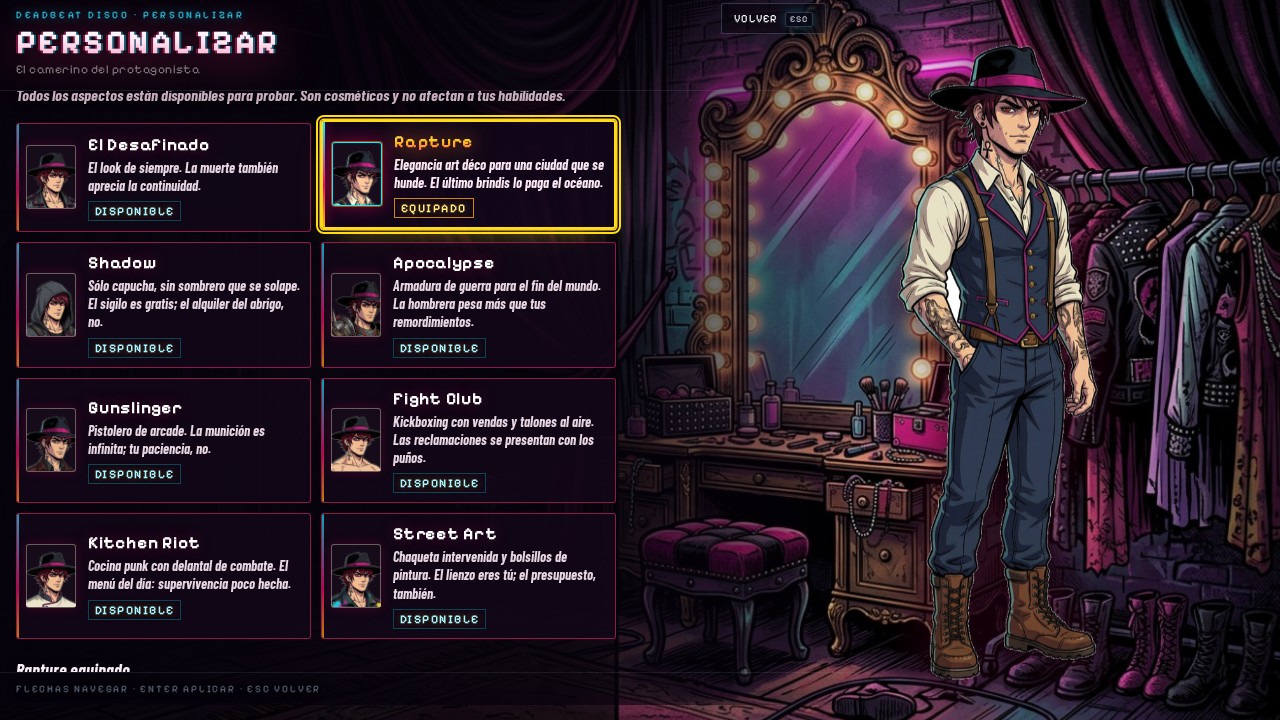 DEADBEAT DISCO · PERSONALIZAR
PERSONALIZAR
El camerino del protagonista
VOLVER ESC
Todos los aspectos están disponibles para probar. Son cosméticos y no afectan a tus habilidades.
El Desafinado
El look de siempre. La muerte también
aprecia la continuidad.
DISPONIBLE
Rapture
Elegancia art déco para una ciudad que se
hunde. El último brindis lo paga el océano.
EQUIPADO
Shadow
Sólo capucha, sin sombrero que se solape.
El sigilo es gratis; el alquiler del abrigo,
no.
DISPONIBLE
Apocalypse
Armadura de guerra para el fin del mundo.
La hombrera pesa más que tus
remordimientos.
DISPONIBLE
Gunslinger
Pistolero de arcade. La munición es
infinita; tu paciencia, no.
DISPONIBLE
Fight Club
Kickboxing con vendas y talones al aire.
Las reclamaciones se presentan con los
puños.
DISPONIBLE
Kitchen Riot
Cocina punk con delantal de combate. El
menú del día: supervivencia poco hecha.
DISPONIBLE
Street Art
Chaqueta intervenida y bolsillos de
pintura. El lienzo eres tú; el presupuesto,
también.
DISPONIBLE
Rapture equipado
FLECHAS NAVEGAR · ENTER APLICAR · ESC VOLVER